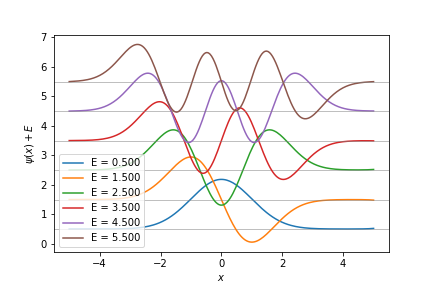 7
6
5
4
3
2
1
0
ψ(x) + E
E = 0.500
E = 1.500
E = 2.500
E = 3.500
E = 4.500
E = 5.500
−4 −2 0 2 4
x